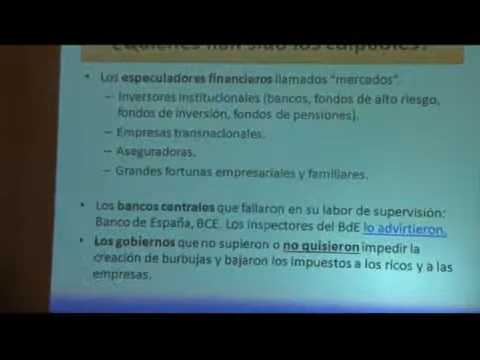 ¿Quiénes han sido los culpables?
• Los especuladores financieros llamados "mercados".
– Inversores institucionales (bancos, fondos de alto riesgo,
fondos de inversión, fondos de pensiones).
– Empresas transnacionales.
– Aseguradoras.
– Grandes fortunas empresariales y familiares.
• Los bancos centrales que fallaron en su labor de supervisión:
Banco de España, BCE. Los inspectores del BdE lo advirtieron.
• Los gobiernos que no supieron o no quisieron impedir la
creación de burbujas y bajaron los impuestos a los ricos y a las
empresas.